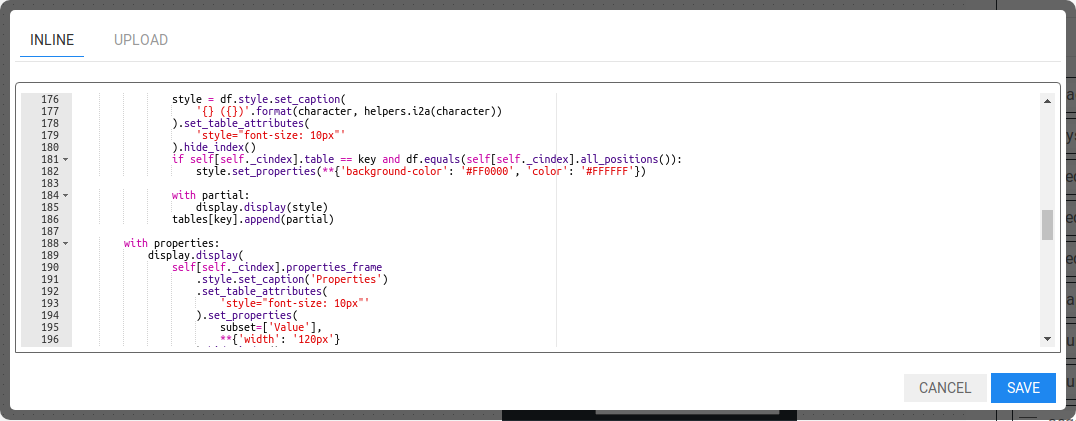 INLINE UPLOAD
176 style = df.style.set_caption(
177 '{} ({})'.format(character, helpers.i2a(character))
178 ).set_table_attributes(
179 'style="font-size: 10px"'
180 ).hide_index()
181 if self[self._cindex].table == key and df.equals(self[self._cindex].all_positions()):
182 style.set_properties(**{'background-color': '#FF0000', 'color': '#FFFFFF'})
183
184 with partial:
185 display.display(style)
186 tables[key].append(partial)
187
188 with properties:
189 display.display(
190 self[self._cindex].properties_frame
191 .style.set_caption('Properties')
192 .set_table_attributes(
193 'style="font-size: 10px"'
194 ).set_properties(
195 subset=['Value'],
196 **{'width': '120px'}
CANCEL SAVE